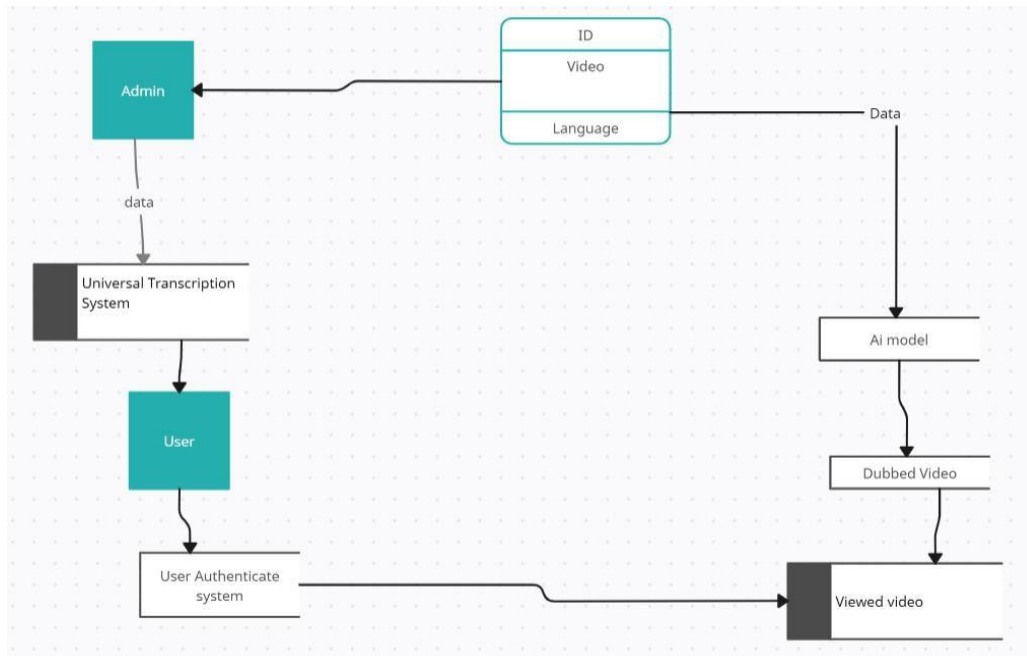 ID
Video
Language
Admin
Data
data
Universal Transcription
System
Ai model
User
Dubbed Video
User Authenticate
system
Viewed video